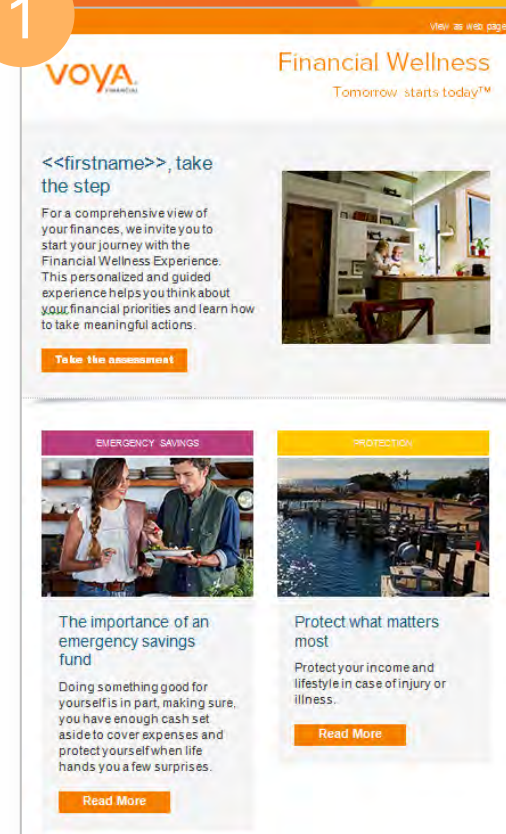 1
View as web page
VOYA
FINANCIAL
Financial Wellness
Tomorrow starts today™
<<firstname>>, take
the step
For a comprehensive view of
your finances, we invite you to
start your journey with the
Financial Wellness Experience.
This personalized and guided
experience helps you think about
your financial priorities and learn how
to take meaningful actions.
Take the assessment
EMERGENCY SAVINGS
The importance of an
emergency savings
fund
Doing something good for
yourself is in part, making sure,
you have enough cash set
aside to cover expenses and
protect yourself when life
hands you a few surprises.
Read More
PROTECTION
Protect what matters
most
Protect your income and
lifestyle in case of injury or
illness.
Read More